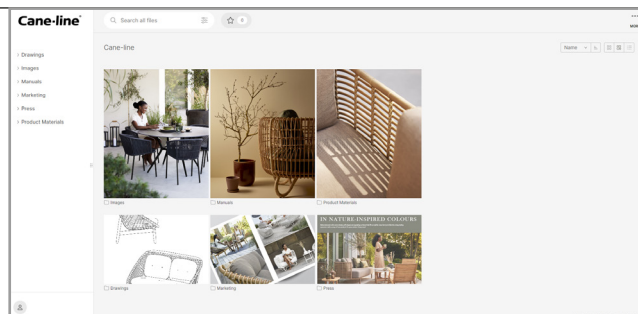 Cane-line®
Search all files
0
MORE
Cane-line
Name
> Drawings
> Images
> Manuals
> Marketing
> Press
> Product Materials
Images
Manuals
Product Materials
IN NATURE-INSPIRED COLOURS
Drawings
Marketing
Press